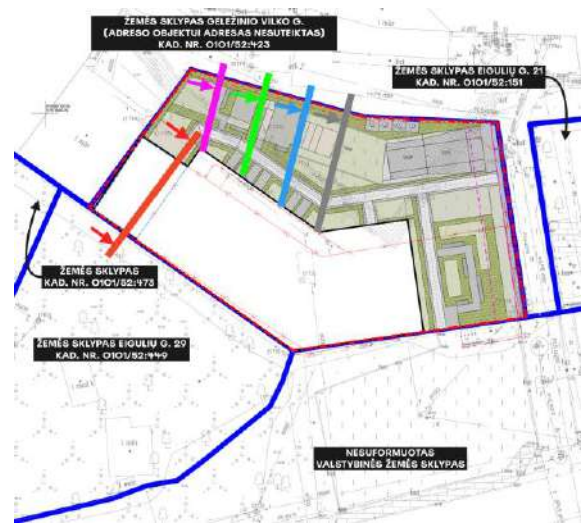 ŽEMĖS SKLYPAS GELEŽINIO VILKO G.
(ADRESO OBJEKTUI ADRESAS NESUTEIKTAS)
KAD. NR. 0101/52:423
ŽEMĖS SKLYPAS EIGULIŲ G. 21
KAD. NR. 0101/52:151
ŽEMĖS SKLYPAS
KAD. NR. 0101/52:473
ŽEMĖS SKLYPAS EIGULIŲ G. 29
KAD. NR. 0101/52:449
NESUFORMUOTAS
VALSTYBINĖS ŽEMĖS SKLYPAS